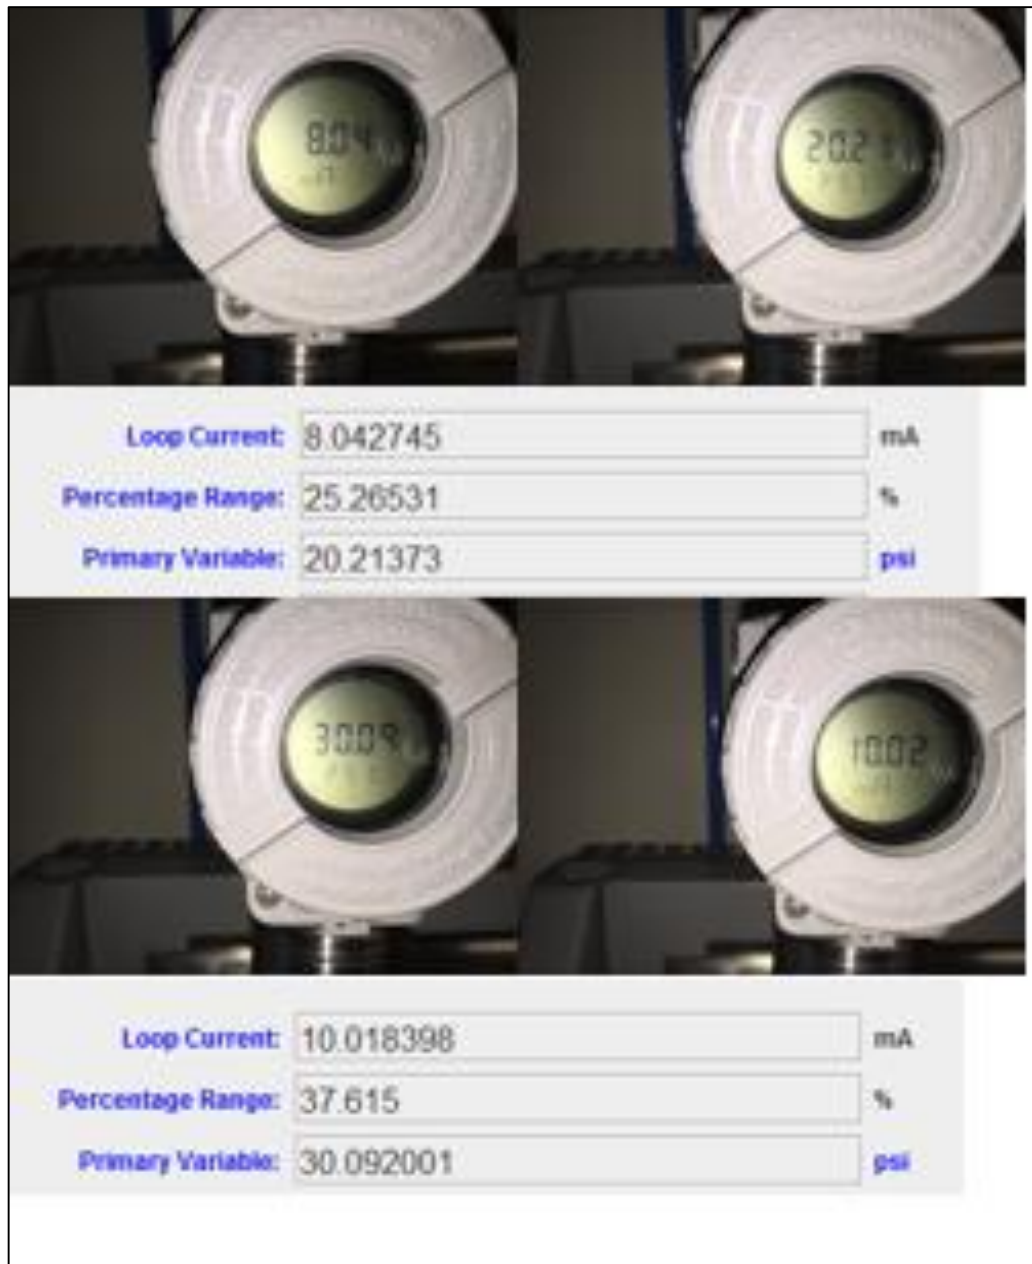 8.04
20.21
Loop Current: 8.042745 mA
Percentage Range: 25.26531 %
Primary Variable: 20.21373 psi
30.09
10.02
Loop Current: 10.018398 mA
Percentage Range: 37.615 %
Primary Variable: 30.092001 psi